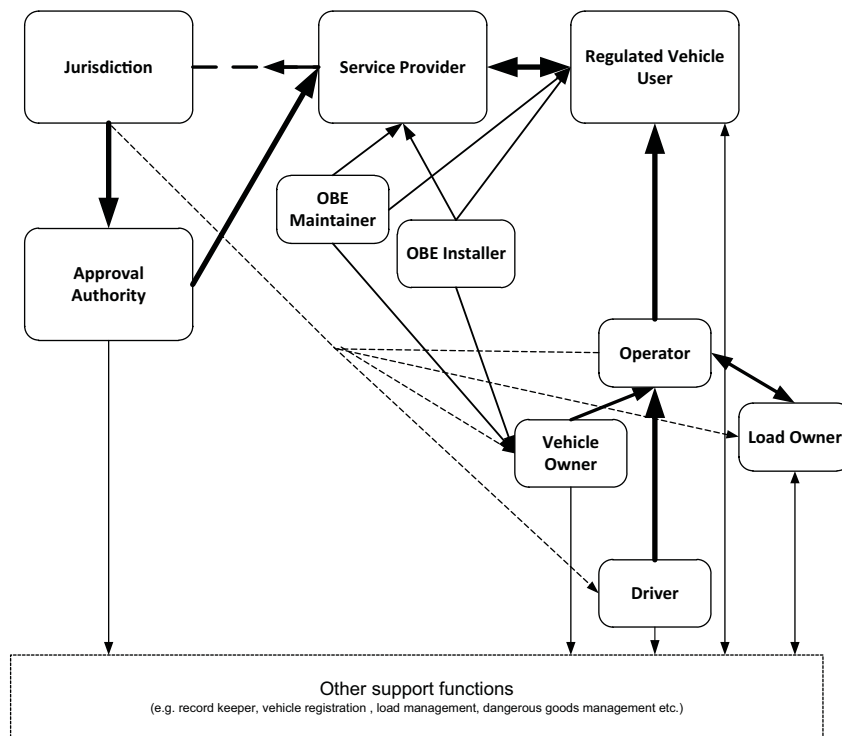 Jurisdiction
Service Provider
Regulated Vehicle
User
OBE
Maintainer
OBE Installer
Approval
Authority
Operator
Vehicle
Owner
Load Owner
Driver
Other support functions
(e.g. record keeper, vehicle registration , load management, dangerous goods management etc.)